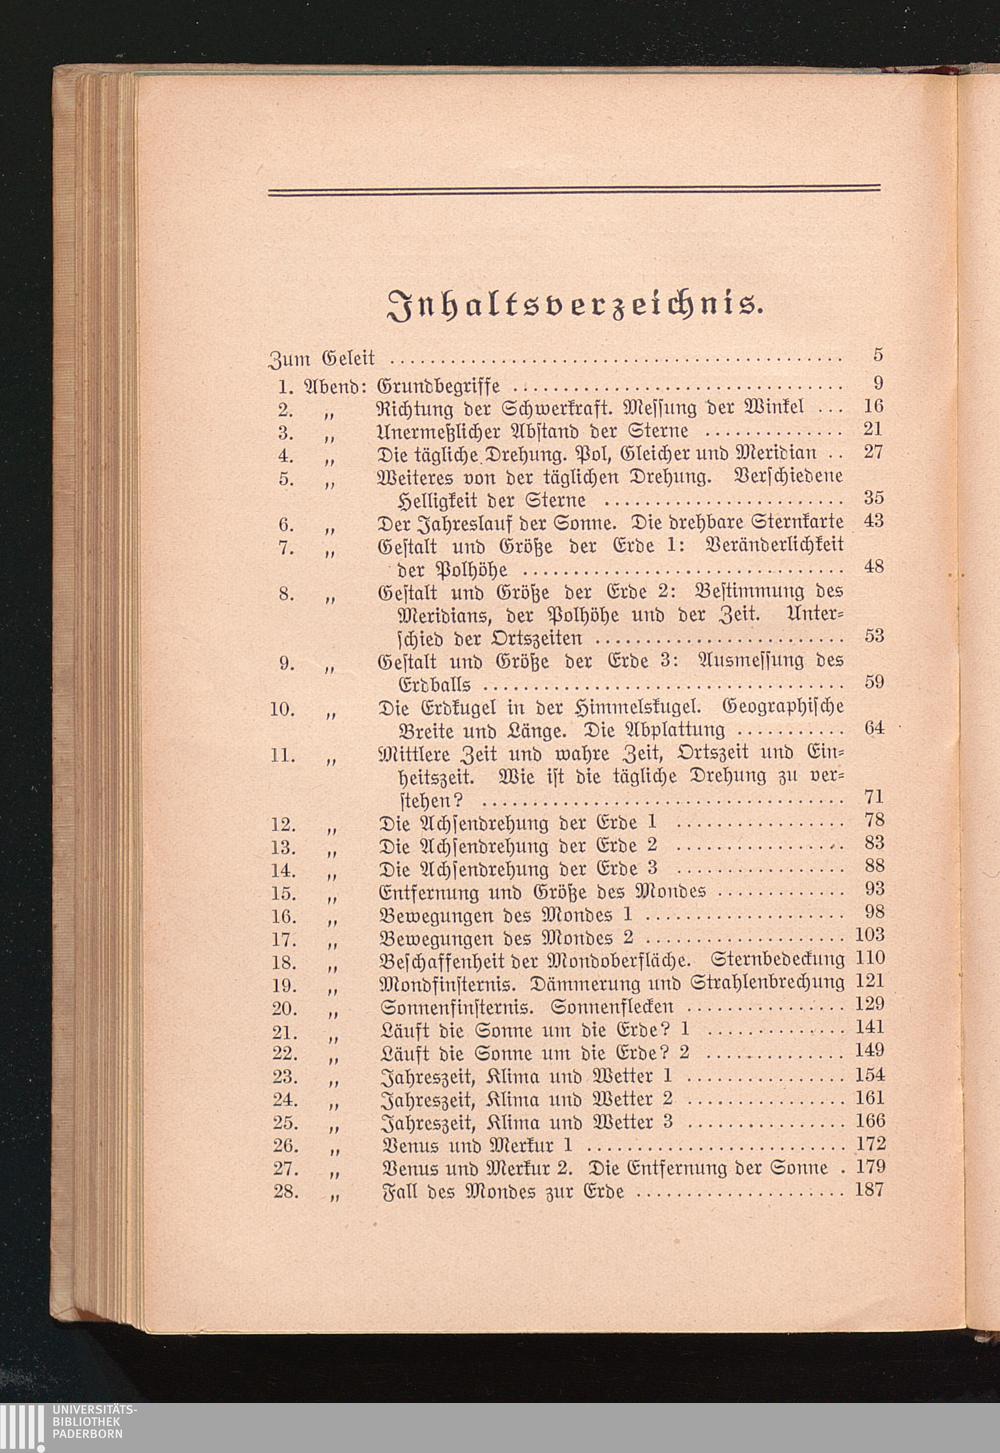 Inhaltsverzeichnis.
Zum Geleit ............................................. 5
1. Abend: Grundbegriffe ................................. 9
2. „ Richtung der Schwerkraft. Messung der Winkel ... 16
3. „ Unermeßlicher Abstand der Sterne .............. 21
4. „ Die tägliche Drehung. Pol, Gleicher und Meridian .. 27
5. „ Weiteres von der täglichen Drehung. Verschiedene
Helligkeit der Sterne ........................ 35
6. „ Der Jahreslauf der Sonne. Die drehbare Sternkarte 43
7. „ Gestalt und Größe der Erde 1: Veränderlichkeit
der Polhöhe ................................ 48
8. „ Gestalt und Größe der Erde 2: Bestimmung des
Meridians, der Polhöhe und der Zeit. Unter-
schied der Ortszeiten ......................... 53
9. „ Gestalt und Größe der Erde 3: Ausmessung des
Erdballs .................................... 59
10. „ Die Erdkugel in der Himmelskugel. Geographische
Breite und Länge. Die Abplattung ........... 64
11. „ Mittlere Zeit und wahre Zeit, Ortszeit und Ein-
heitszeit. Wie ist die tägliche Drehung zu ver-
stehen? .................................... 71
12. „ Die Achsendrehung der Erde 1 ................. 78
13. „ Die Achsendrehung der Erde 2 ................. 83
14. „ Die Achsendrehung der Erde 3 ................. 88
15. „ Entfernung und Größe des Mondes ............. 93
16. „ Bewegungen des Mondes 1 .................... 98
17. „ Bewegungen des Mondes 2 .................... 103
18. „ Beschaffenheit der Mondoberfläche. Sternbedeckung 110
19. „ Mondfinsternis. Dämmerung und Strahlenbrechung 121
20. „ Sonnenfinsternis. Sonnenflecken ................ 129
21. „ Läuft die Sonne um die Erde? 1 .............. 141
22. „ Läuft die Sonne um die Erde? 2 .............. 149
23. „ Jahreszeit, Klima und Wetter 1 ................ 154
24. „ Jahreszeit, Klima und Wetter 2 ................ 161
25. „ Jahreszeit, Klima und Wetter 3 ................ 166
26. „ Venus und Merkur 1 .......................... 172
27. „ Venus und Merkur 2. Die Entfernung der Sonne . 179
28. „ Fall des Mondes zur Erde ..................... 187
UNIVERSITÄTS-
BIBLIOTHEK
PADERBORN